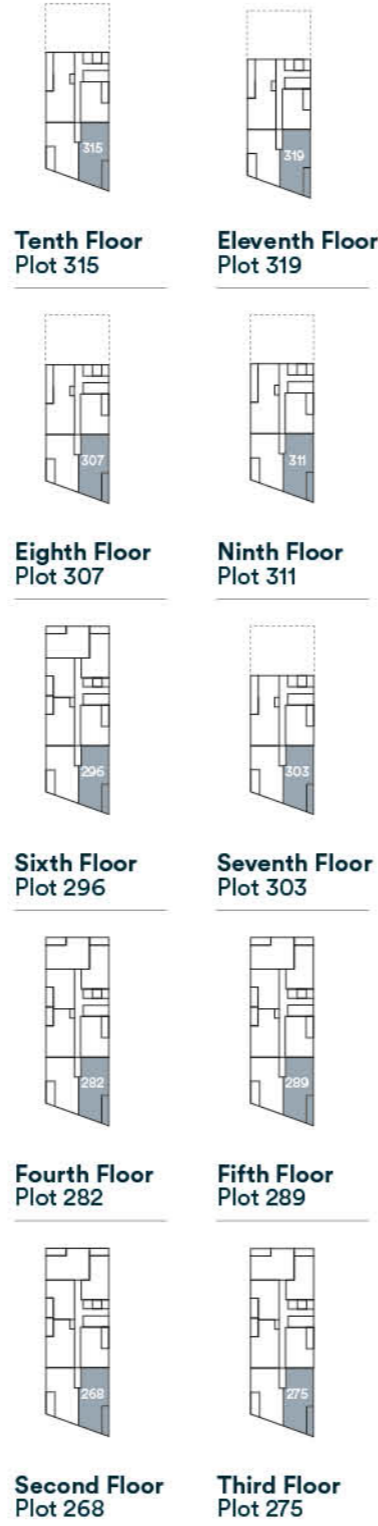 315
319
Tenth Floor
Plot 315
Eleventh Floor
Plot 319
307
311
Eighth Floor
Plot 307
Ninth Floor
Plot 311
296
303
Sixth Floor
Plot 296
Seventh Floor
Plot 303
282
289
Fourth Floor
Plot 282
Fifth Floor
Plot 289
268
275
Second Floor
Plot 268
Third Floor
Plot 275